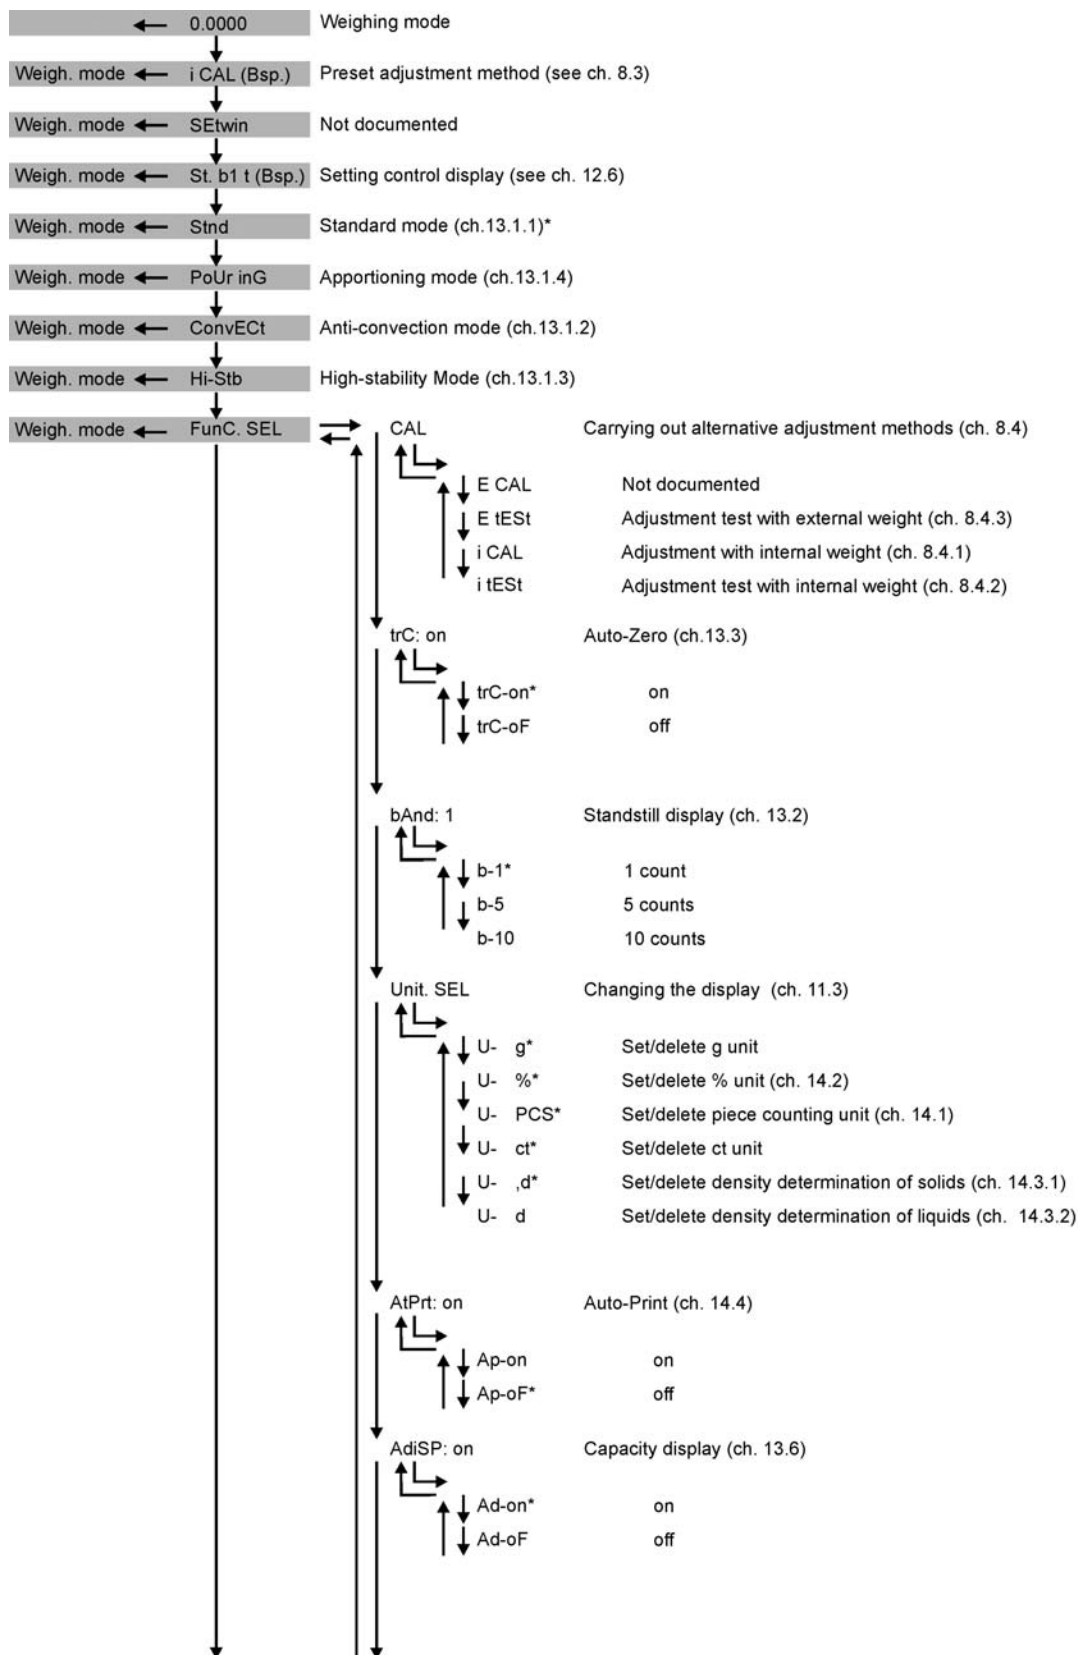 0.0000 Weighing mode
Weigh. mode i CAL (Bsp.) Preset adjustment method (see ch. 8.3)
Weigh. mode SEtwin Not documented
Weigh. mode St. b1 t (Bsp.) Setting control display (see ch. 12.6)
Weigh. mode Stnd Standard mode (ch.13.1.1)*
Weigh. mode PoUr inG Apportioning mode (ch.13.1.4)
Weigh. mode ConvECt Anti-convection mode (ch.13.1.2)
Weigh. mode Hi-Stb High-stability Mode (ch.13.1.3)
Weigh. mode FunC. SEL CAL Carrying out alternative adjustment methods (ch. 8.4)
E CAL Not documented
E tESt Adjustment test with external weight (ch. 8.4.3)
i CAL Adjustment with internal weight (ch. 8.4.1)
i tESt Adjustment test with internal weight (ch. 8.4.2)
trC: on Auto-Zero (ch.13.3)
trC-on* on
trC-oF off
bAnd: 1 Standstill display (ch. 13.2)
b-1* 1 count
b-5 5 counts
b-10 10 counts
Unit. SEL Changing the display (ch. 11.3)
U- g* Set/delete g unit
U- %* Set/delete % unit (ch. 14.2)
U- PCS* Set/delete piece counting unit (ch. 14.1)
U- ct* Set/delete ct unit
U- ,d* Set/delete density determination of solids (ch. 14.3.1)
U- d Set/delete density determination of liquids (ch. 14.3.2)
AtPrt: on Auto-Print (ch. 14.4)
Ap-on on
Ap-oF* off
AdiSP: on Capacity display (ch. 13.6)
Ad-on* on
Ad-oF off